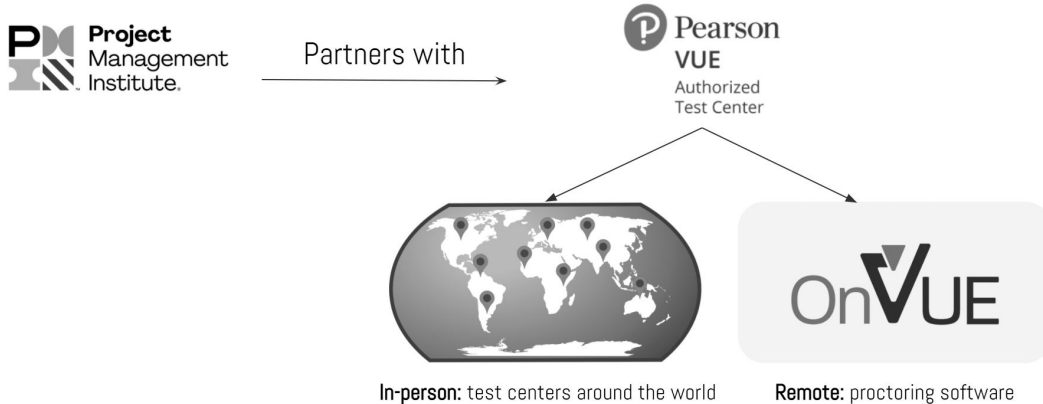 Project
Management
Institute.
Partners with
Pearson
VUE
Authorized
Test Center
OnVUE
In-person: test centers around the world
Remote: proctoring software